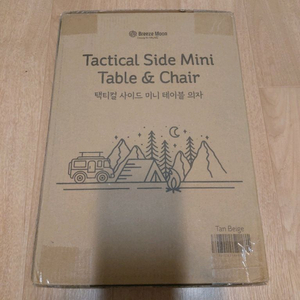 Tactical Side Mini
Table & Chair
택티컬 사이드 미니 테이블 의자
Tan Beige